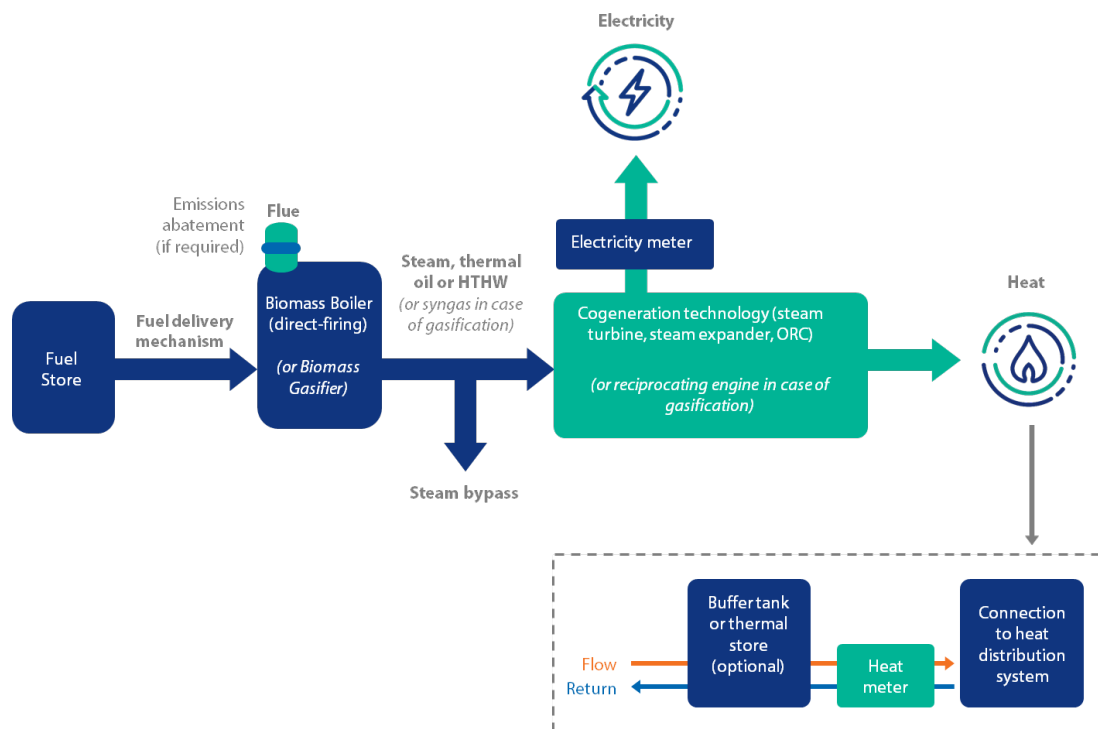 Electricity
Emissions
abatement
(if required)
Flue
Electricity meter
Steam, thermal
oil or HTHW
(or syngas in case
of gasification)
Heat
Fuel
Store
Fuel delivery
mechanism
Biomass Boiler
(direct-firing)
(or Biomass
Gasifier)
Cogeneration technology (steam
turbine, steam expander, ORC)
(or reciprocating engine in case of
gasification)
Steam bypass
Buffer tank
or thermal
store
(optional)
Flow
Return
Heat
meter
Connection
to heat
distribution
system